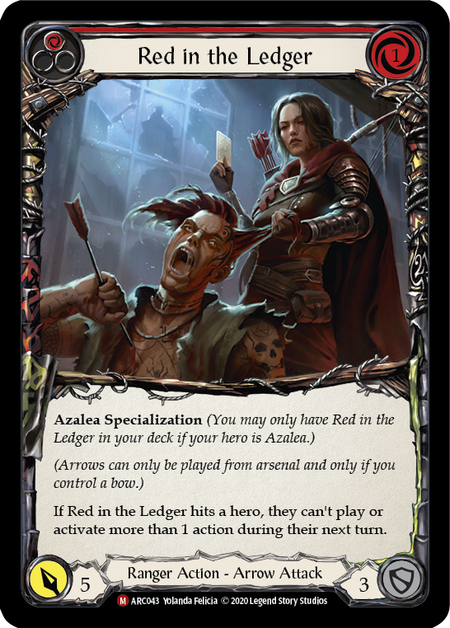 Red in the Ledger
1
Azalea Specialization (You may only have Red in the
Ledger in your deck if your hero is Azalea.)
(Arrows can only be played from arsenal and only if you
control a bow.)
If Red in the Ledger hits a hero, they can't play or
activate more than 1 action during their next turn.
5
Ranger Action - Arrow Attack
3
M ARC043 Yolanda Felicia © 2020 Legend Story Studios